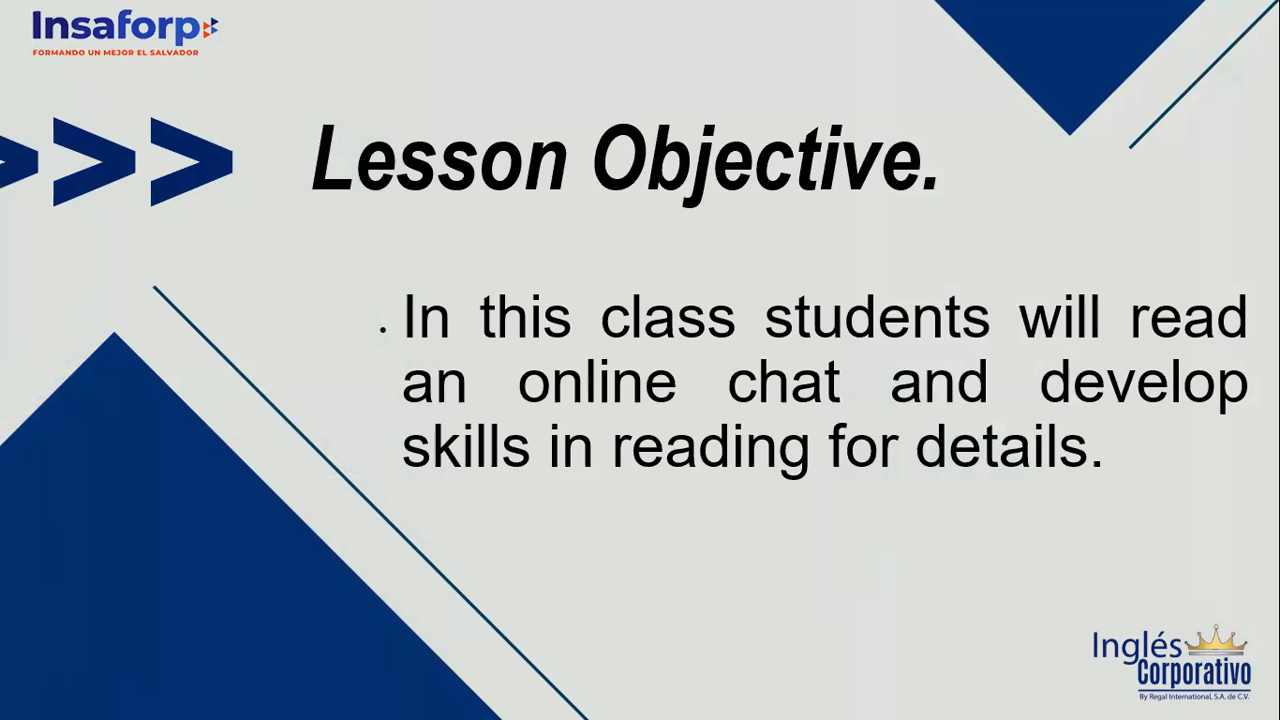 Insaforp
FORMANDO UN MEJOR EL SALVADOR
>>>
Lesson Objective.
. In this class students will read
an online chat and develop
skills in reading for details.
Inglés
Corporativo
By Regal International, S.A. de C.V.